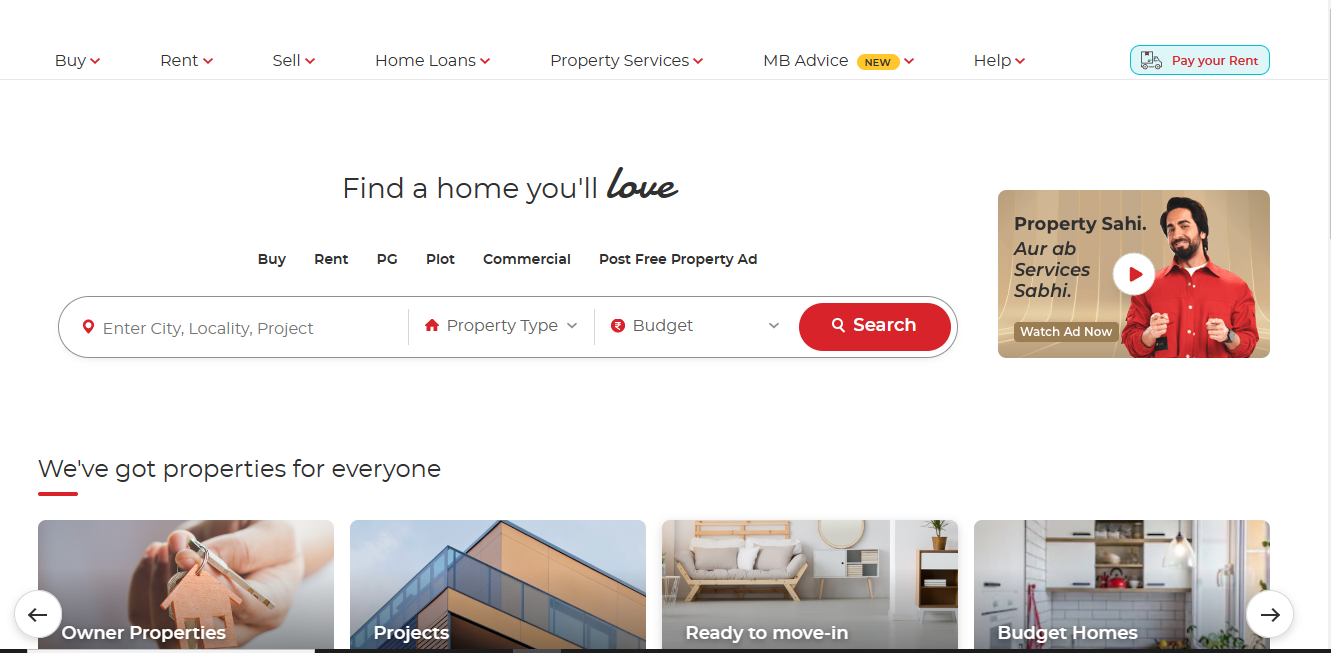 Buy Rent Sell Home Loans Property Services MB Advice NEW Help Pay your Rent
Find a home you'll love
Buy Rent PG Plot Commercial Post Free Property Ad
Enter City, Locality, Project Property Type Budget Search
Property Sahi.
Aur ab
Services
Sabhi.
Watch Ad Now
We've got properties for everyone
Owner Properties Projects Ready to move-in Budget Homes